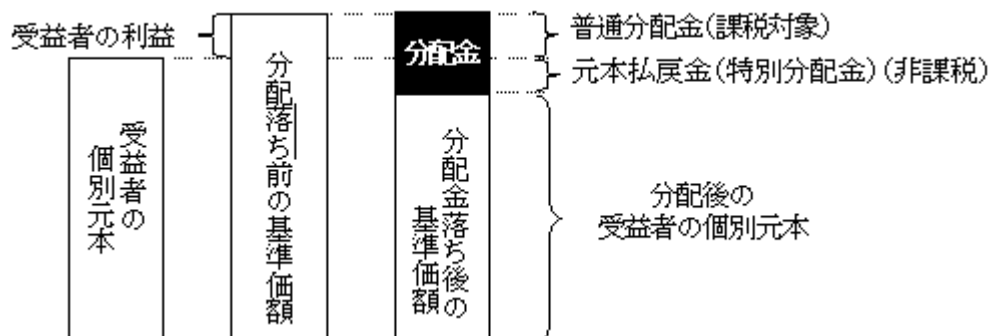 受益者の利益
受益者の
個別元本
分配落ち前の基準価額
分配金
分配金落ち後の
基準価額
普通分配金(課税対象)
元本払戻金(特別分配金)(非課税)
分配後の
受益者の個別元本